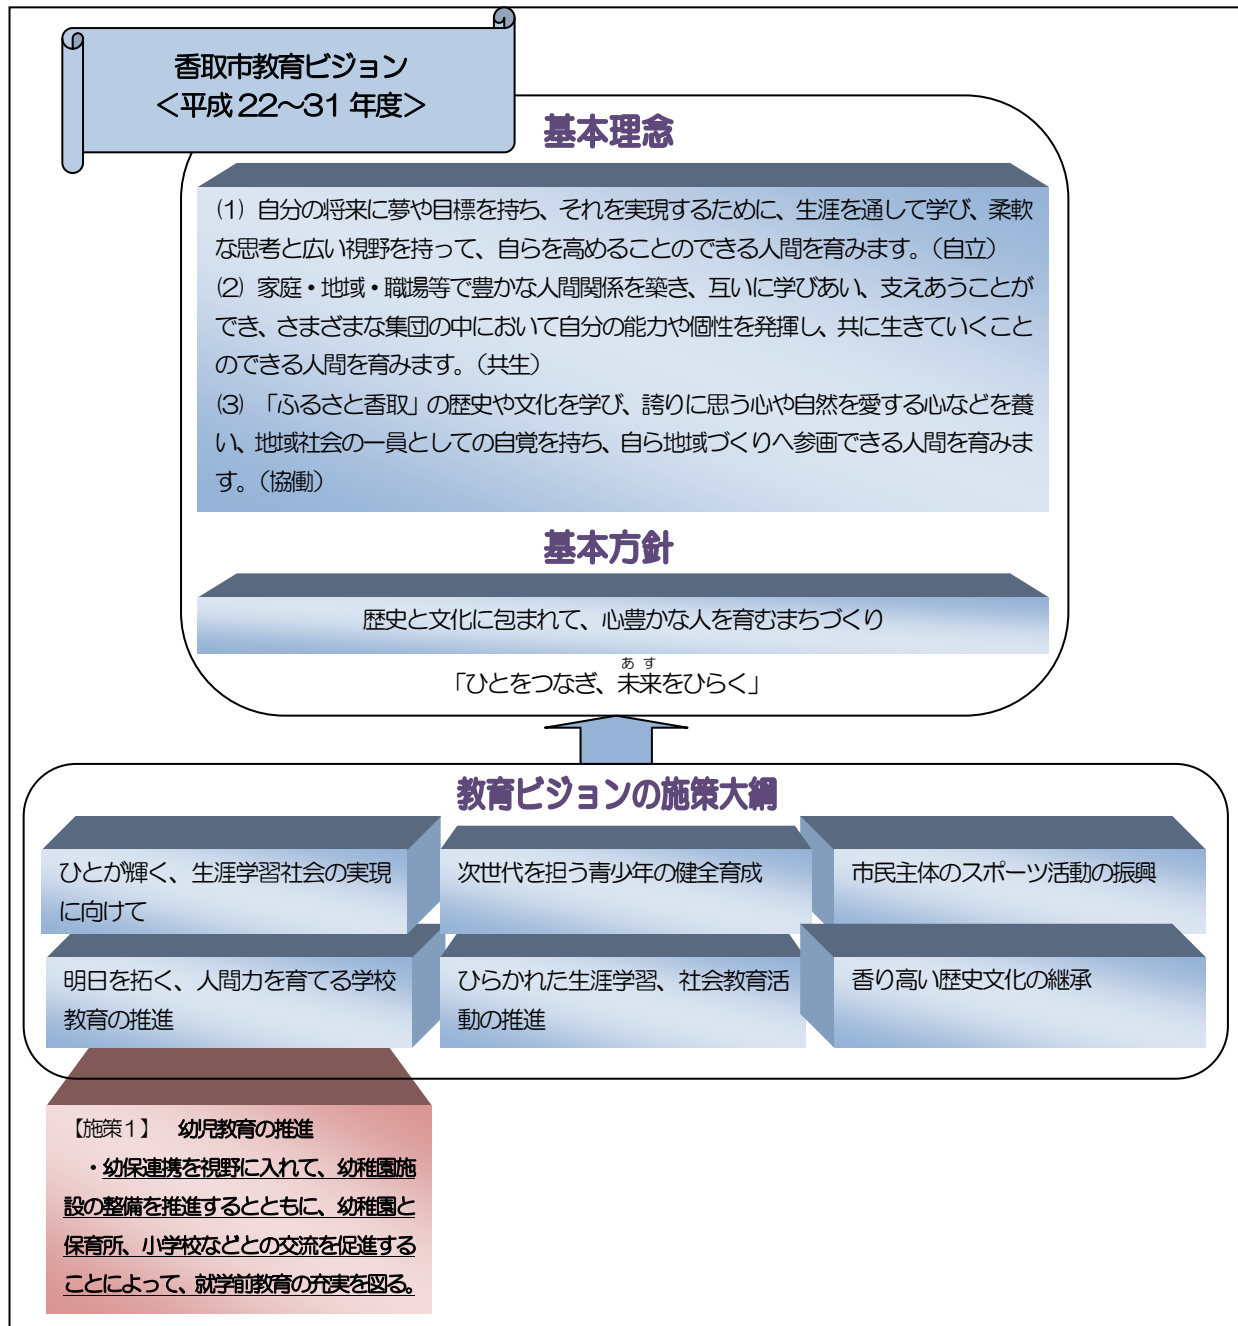 香取市教育ビジョン
＜平成22～31年度＞
基本理念
(1) 自分の将来に夢や目標を持ち、それを実現するために、生涯を通して学び、柔軟
な思考と広い視野を持って、自らを高めることのできる人間を育みます。（自立）
(2) 家庭・地域・職場等で豊かな人間関係を築き、互いに学びあい、支えあうことが
でき、さまざまな集団の中において自分の能力や個性を発揮し、共に生きていくこと
のできる人間を育みます。（共生）
(3) 「ふるさと香取」の歴史や文化を学び、誇りに思う心や自然を愛する心などを養
い、地域社会の一員としての自覚を持ち、自ら地域づくりへ参画できる人間を育みま
す。（協働）
基本方針
歴史と文化に包まれて、心豊かな人を育むまちづくり
あす
「ひとをつなぎ、未来をひらく」
教育ビジョンの施策大綱
ひとが輝く、生涯学習社会の実現
に向けて
次世代を担う青少年の健全育成
市民主体のスポーツ活動の振興
明日を拓く、人間力を育てる学校
教育の推進
ひらかれた生涯学習、社会教育活
動の推進
香り高い歴史文化の継承
【施策１】 幼児教育の推進
・幼保連携を視野に入れて、幼稚園施
設の整備を推進するとともに、幼稚園と
保育所、小学校などとの交流を促進する
ことによって、就学前教育の充実を図る。